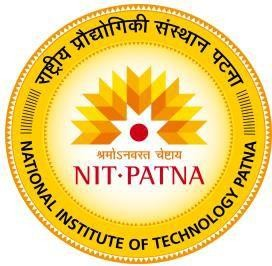 राष्ट्रीय प्रौद्योगिकी संस्थान पटना
श्रमोऽनवरत चेष्टाय
NIT·PATNA
NATIONAL INSTITUTE OF TECHNOLOGY PATNA